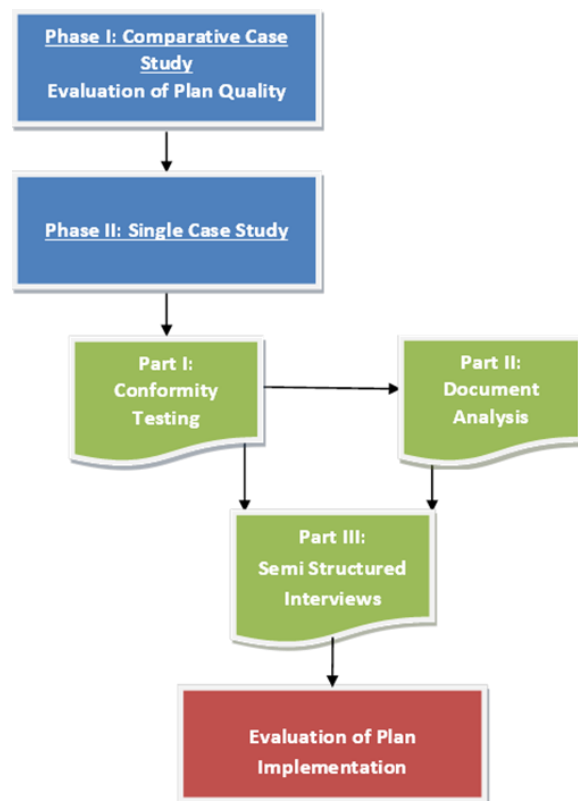 Phase I: Comparative Case
Study
Evaluation of Plan Quality
Phase II: Single Case Study
Part I:
Conformity
Testing
Part II:
Document
Analysis
Part III:
Semi Structured
Interviews
Evaluation of Plan
Implementation